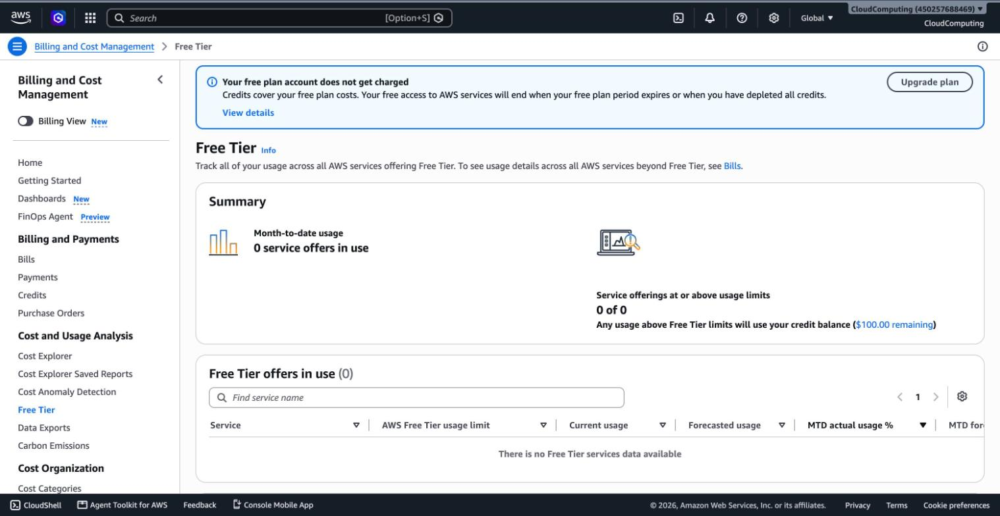 aws
Search
[Option+S]
Global
CloudComputing (450257688469)
CloudComputing
Billing and Cost Management
Free Tier
Billing and Cost
Management
Billing View New
Home
Getting Started
Dashboards New
FinOps Agent Preview
Billing and Payments
Bills
Payments
Credits
Purchase Orders
Cost and Usage Analysis
Cost Explorer
Cost Explorer Saved Reports
Cost Anomaly Detection
Free Tier
Data Exports
Carbon Emissions
Cost Organization
Cost Categories
Your free plan account does not get charged
Credits cover your free plan costs. Your free access to AWS services will end when your free plan period expires or when you have depleted all credits.
View details
Upgrade plan
Free Tier Info
Track all of your usage across all AWS services offering Free Tier. To see usage details across all AWS services beyond Free Tier, see Bills.
Summary
Month-to-date usage
0 service offers in use
Service offerings at or above usage limits
0 of 0
Any usage above Free Tier limits will use your credit balance ($100.00 remaining)
Free Tier offers in use (0)
Find service name
1
Service AWS Free Tier usage limit Current usage Forecasted usage MTD actual usage % MTD for
There is no Free Tier services data available
CloudShell Agent Toolkit for AWS Feedback Console Mobile App © 2026, Amazon Web Services, Inc. or its affiliates. Privacy Terms Cookie preferences